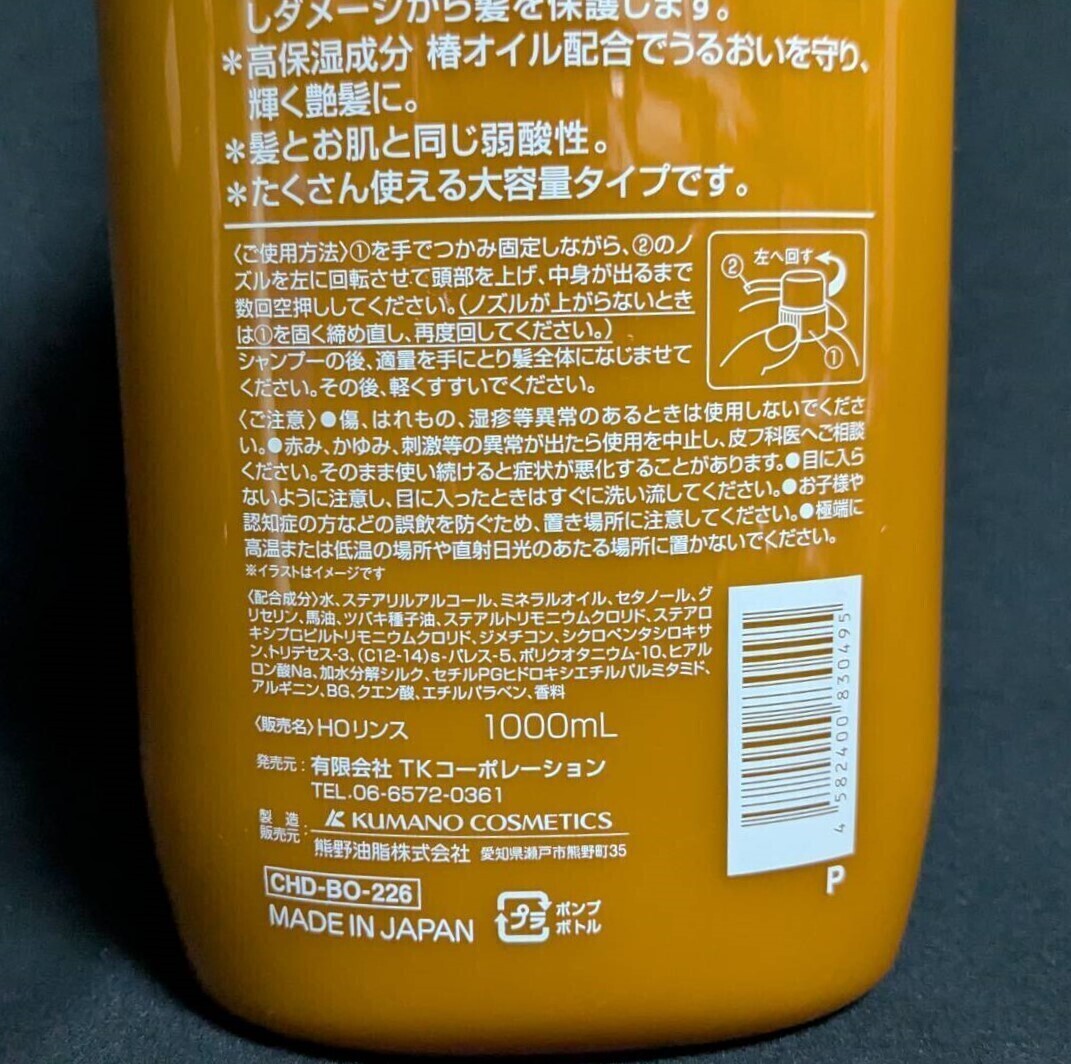 しダメージから髪を保護します。
*高保湿成分 椿オイル配合でうるおいを守り、
輝く艶髪に。
*髪とお肌と同じ弱酸性。
*たくさん使える大容量タイプです。
〈ご使用方法〉①を手でつかみ固定しながら、②のノ
ズルを左に回転させて頭部を上げ、中身が出るまで
数回空押ししてください。(ノズルが上がらないとき
は①を固く締め直し、再度回してください。)
シャンプーの後、適量を手にとり髪全体になじませて
ください。その後、軽くすすいでください。
② 左へ回す
①
〈ご注意〉●傷、はれもの、湿疹等異常のあるときは使用しないでくださ
い。●赤み、かゆみ、刺激等の異常が出たら使用を中止し、皮フ科医へご相談
ください。そのまま使い続けると症状が悪化することがあります。●目に入ら
ないように注意し、目に入ったときはすぐに洗い流してください。●お子様や
認知症の方などの誤飲を防ぐため、置き場所に注意してください。●極端に
高温または低温の場所や直射日光のあたる場所に置かないでください。
※イラストはイメージです
〈配合成分〉水、ステアリルアルコール、ミネラルオイル、セタノール、グ
リセリン、馬油、ツバキ種子油、ステアルトリモニウムクロリド、ステアロ
キシプロピルトリモニウムクロリド、ジメチコン、シクロペンタシロキサ
ン、トリデセス-3、(C12-14)s-パレス-5、ポリクオタニウム-10、ヒアル
ロン酸Na、加水分解シルク、セチルPGヒドロキシエチルパルミタミド、
アルギニン、BG、クエン酸、エチルパラベン、香料
〈販売名〉HOリンス 1000mL
発売元: 有限会社 TKコーポレーション
TEL.06-6572-0361
製造
販売元: KUMANO COSMETICS
熊野油脂株式会社 愛知県瀬戸市熊野町35
CHD-BO-226
MADE IN JAPAN
プラ ポンプ
ボトル
4 582400 830495
P